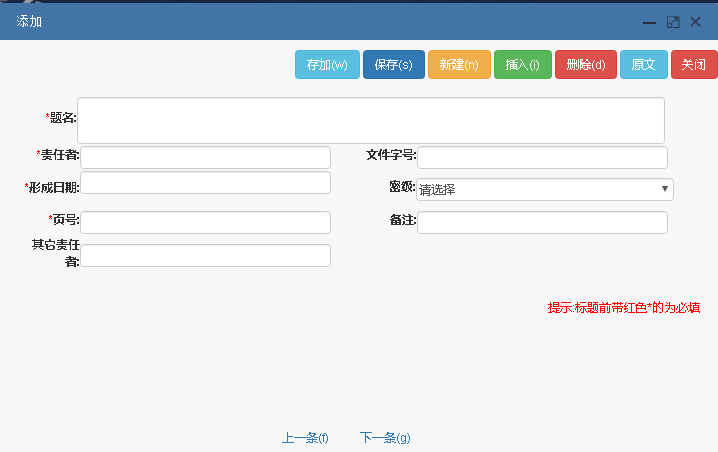 添加
存加(w) 保存(s) 新建(n) 插入(i) 删除(d) 原文 关闭
*题名:
*责任者: 文件字号:
*形成日期: 密级: 请选择
*页号: 备注:
其它责任
者:
提示:标题前带红色*的为必填
上一条(f) 下一条(g)